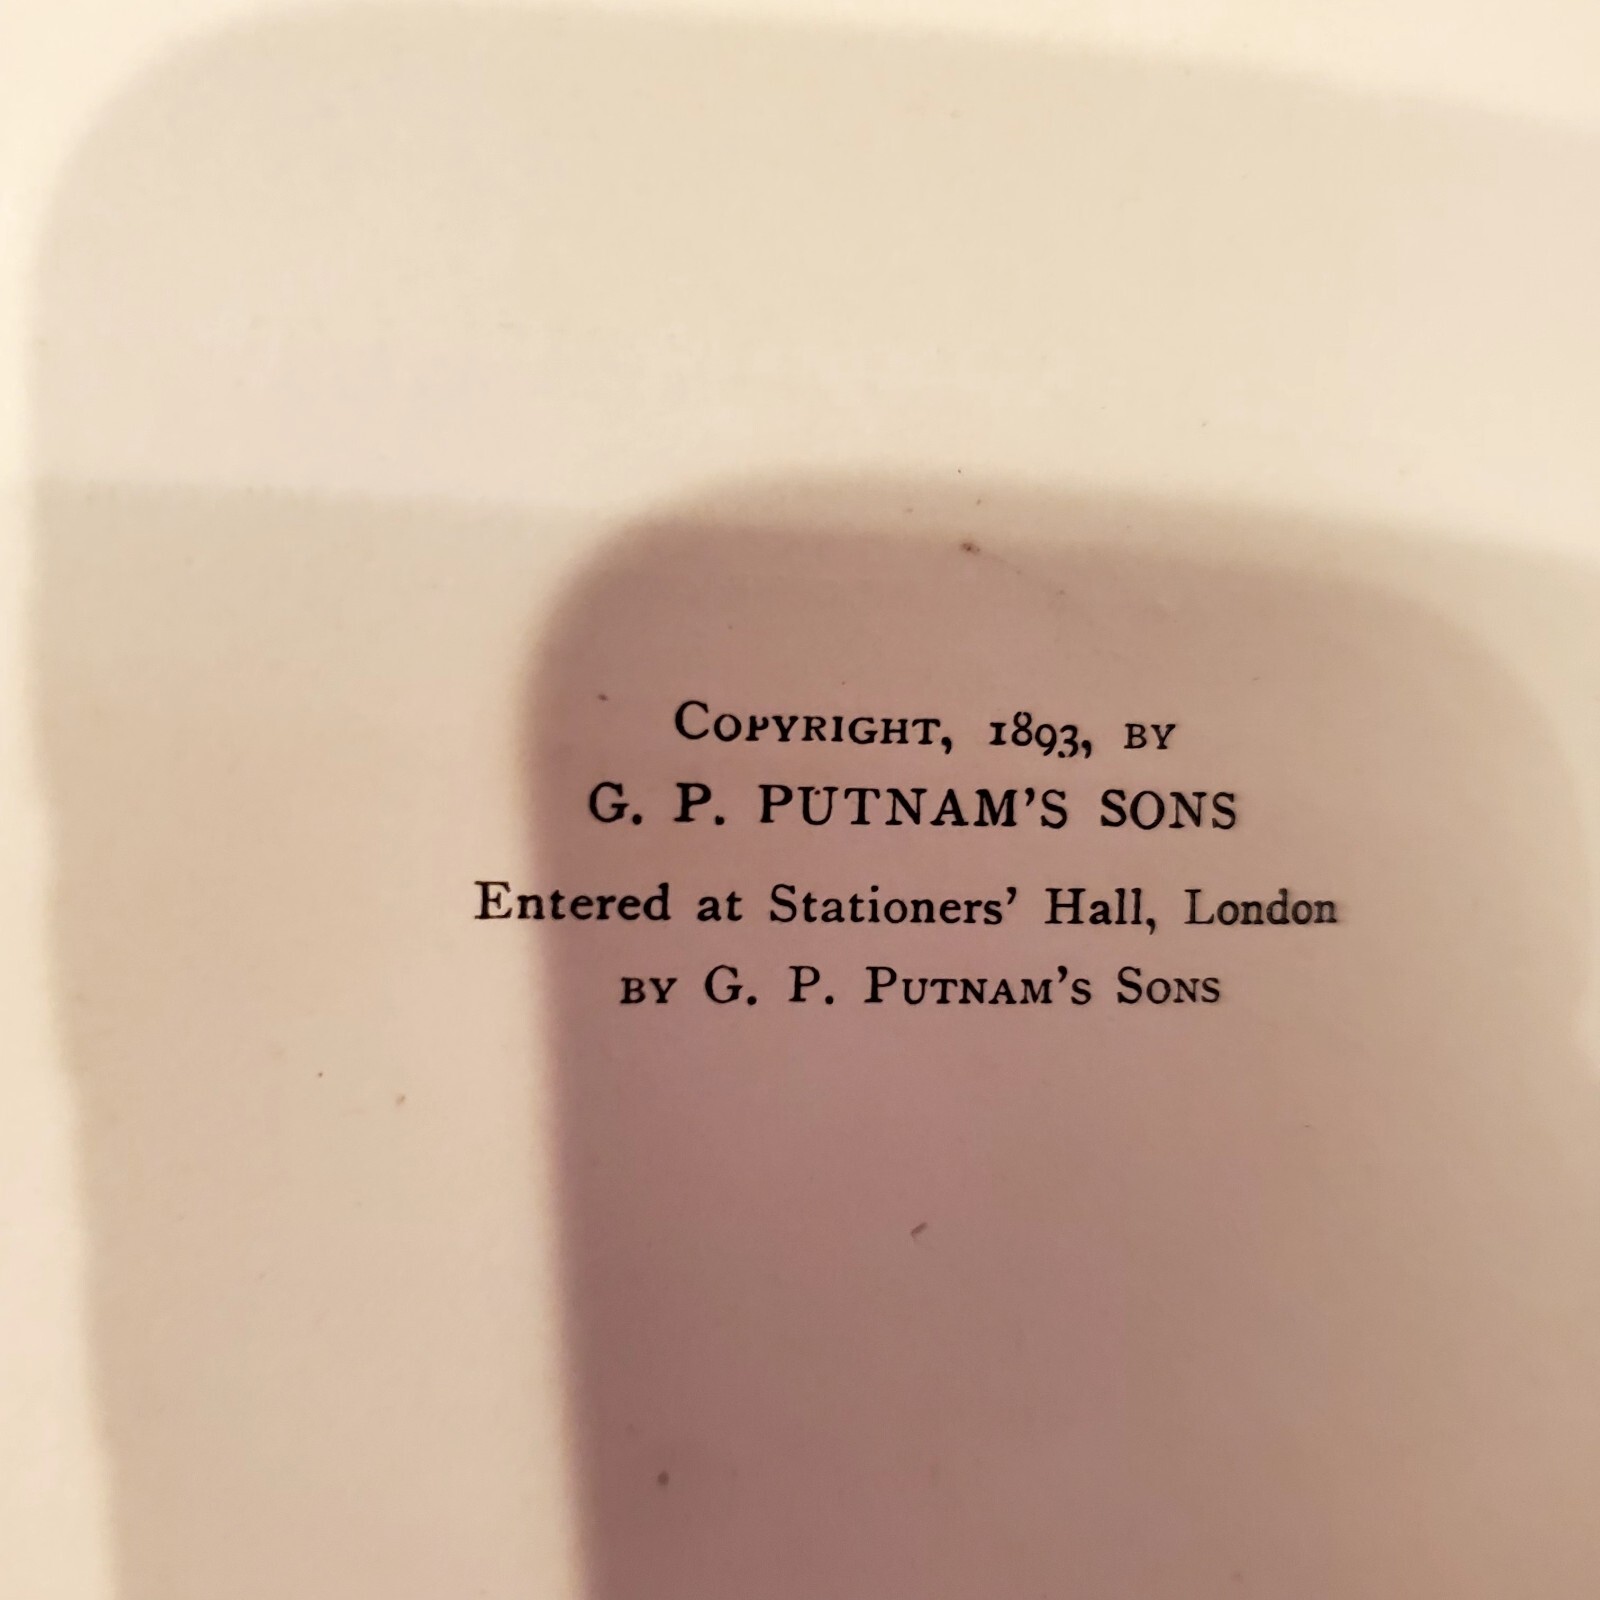 COPYRIGHT, 1893, BY
G. P. PUTNAM'S SONS
Entered at Stationers' Hall, London
BY G. P. PUTNAM'S SONS